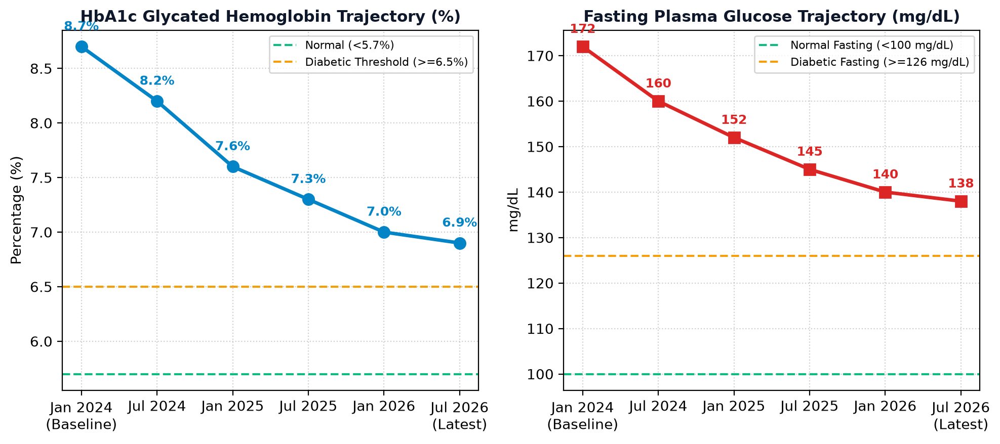 HbA1c Glycated Hemoglobin Trajectory (%)
8.7%
Normal (<5.7%)
Diabetic Threshold (>=6.5%)
8.2%
7.6%
7.3%
7.0%
6.9%
Percentage (%)
8.5
8.0
7.5
7.0
6.5
6.0
Jan 2024
(Baseline)
Jul 2024
Jan 2025
Jul 2025
Jan 2026
Jul 2026
(Latest)
Fasting Plasma Glucose Trajectory (mg/dL)
172
Normal Fasting (<100 mg/dL)
Diabetic Fasting (>=126 mg/dL)
160
152
145
140
138
mg/dL
170
160
150
140
130
120
110
100
Jan 2024
(Baseline)
Jul 2024
Jan 2025
Jul 2025
Jan 2026
Jul 2026
(Latest)